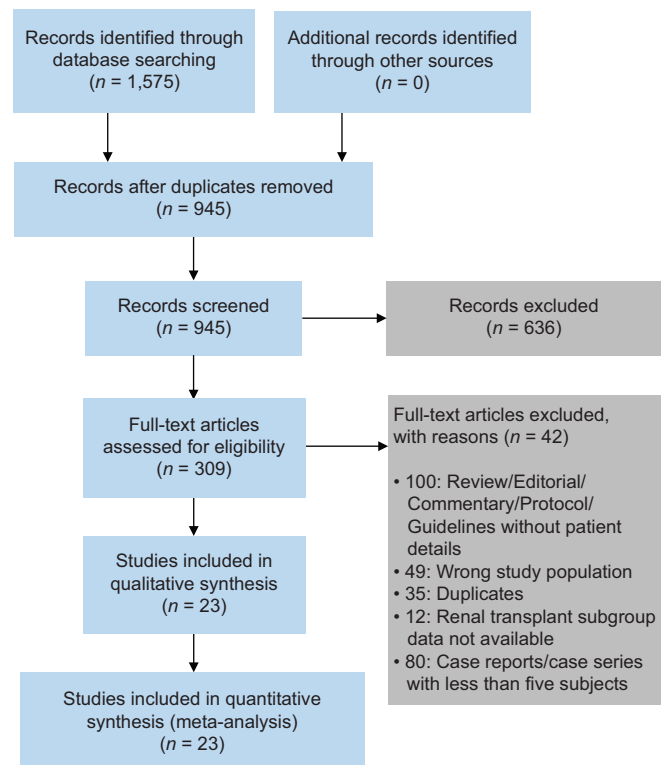 Records identified through
database searching
(n = 1,575)
Additional records identified
through other sources
(n = 0)
Records after duplicates removed
(n = 945)
Records screened
(n = 945)
Records excluded
(n = 636)
Full-text articles
assessed for eligibility
(n = 309)
Full-text articles excluded,
with reasons (n = 42)
• 100: Review/Editorial/
Commentary/Protocol/
Guidelines without patient
details
• 49: Wrong study population
• 35: Duplicates
• 12: Renal transplant subgroup
data not available
• 80: Case reports/case series
with less than five subjects
Studies included in
qualitative synthesis
(n = 23)
Studies included in quantitative
synthesis (meta-analysis)
(n = 23)